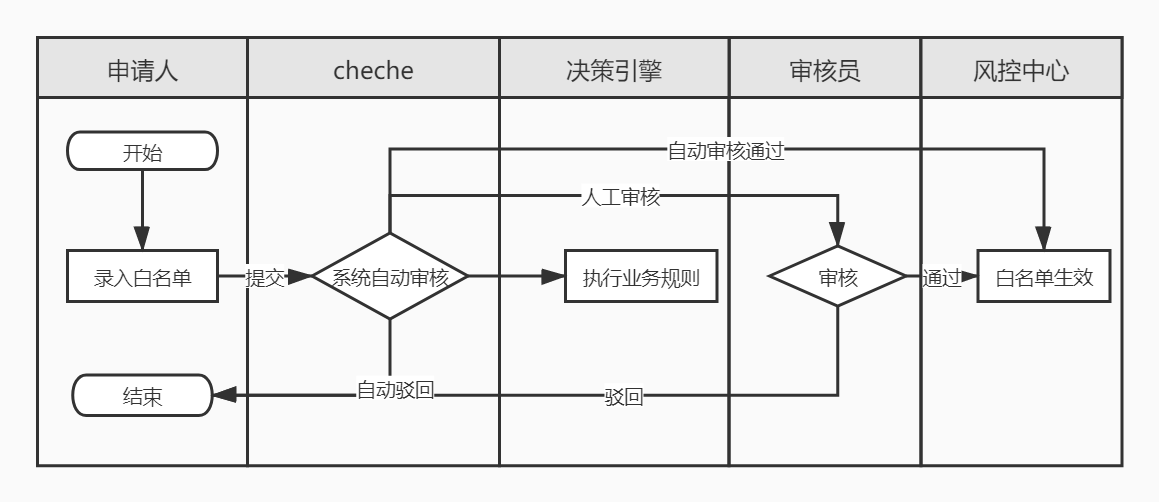 申请人
cheche
决策引擎
审核员
风控中心
开始
自动审核通过
人工审核
录入白名单
提交
系统自动审核
执行业务规则
审核
通过
白名单生效
结束
自动驳回
驳回